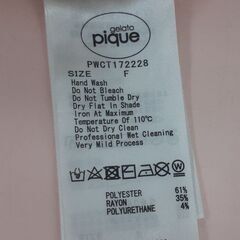 gelato
pique
PWCT172228
SIZE F
Hand Wash
Do Not Bleach
Do Not Tumble Dry
Dry Flat In Shade
Iron At Maximum
Temperature Of 110°C
Do Not Dry Clean
Professional Wet Cleaning
Very Mild Process
POLYESTER 61%
RAYON 35%
POLYURETHANE 4%